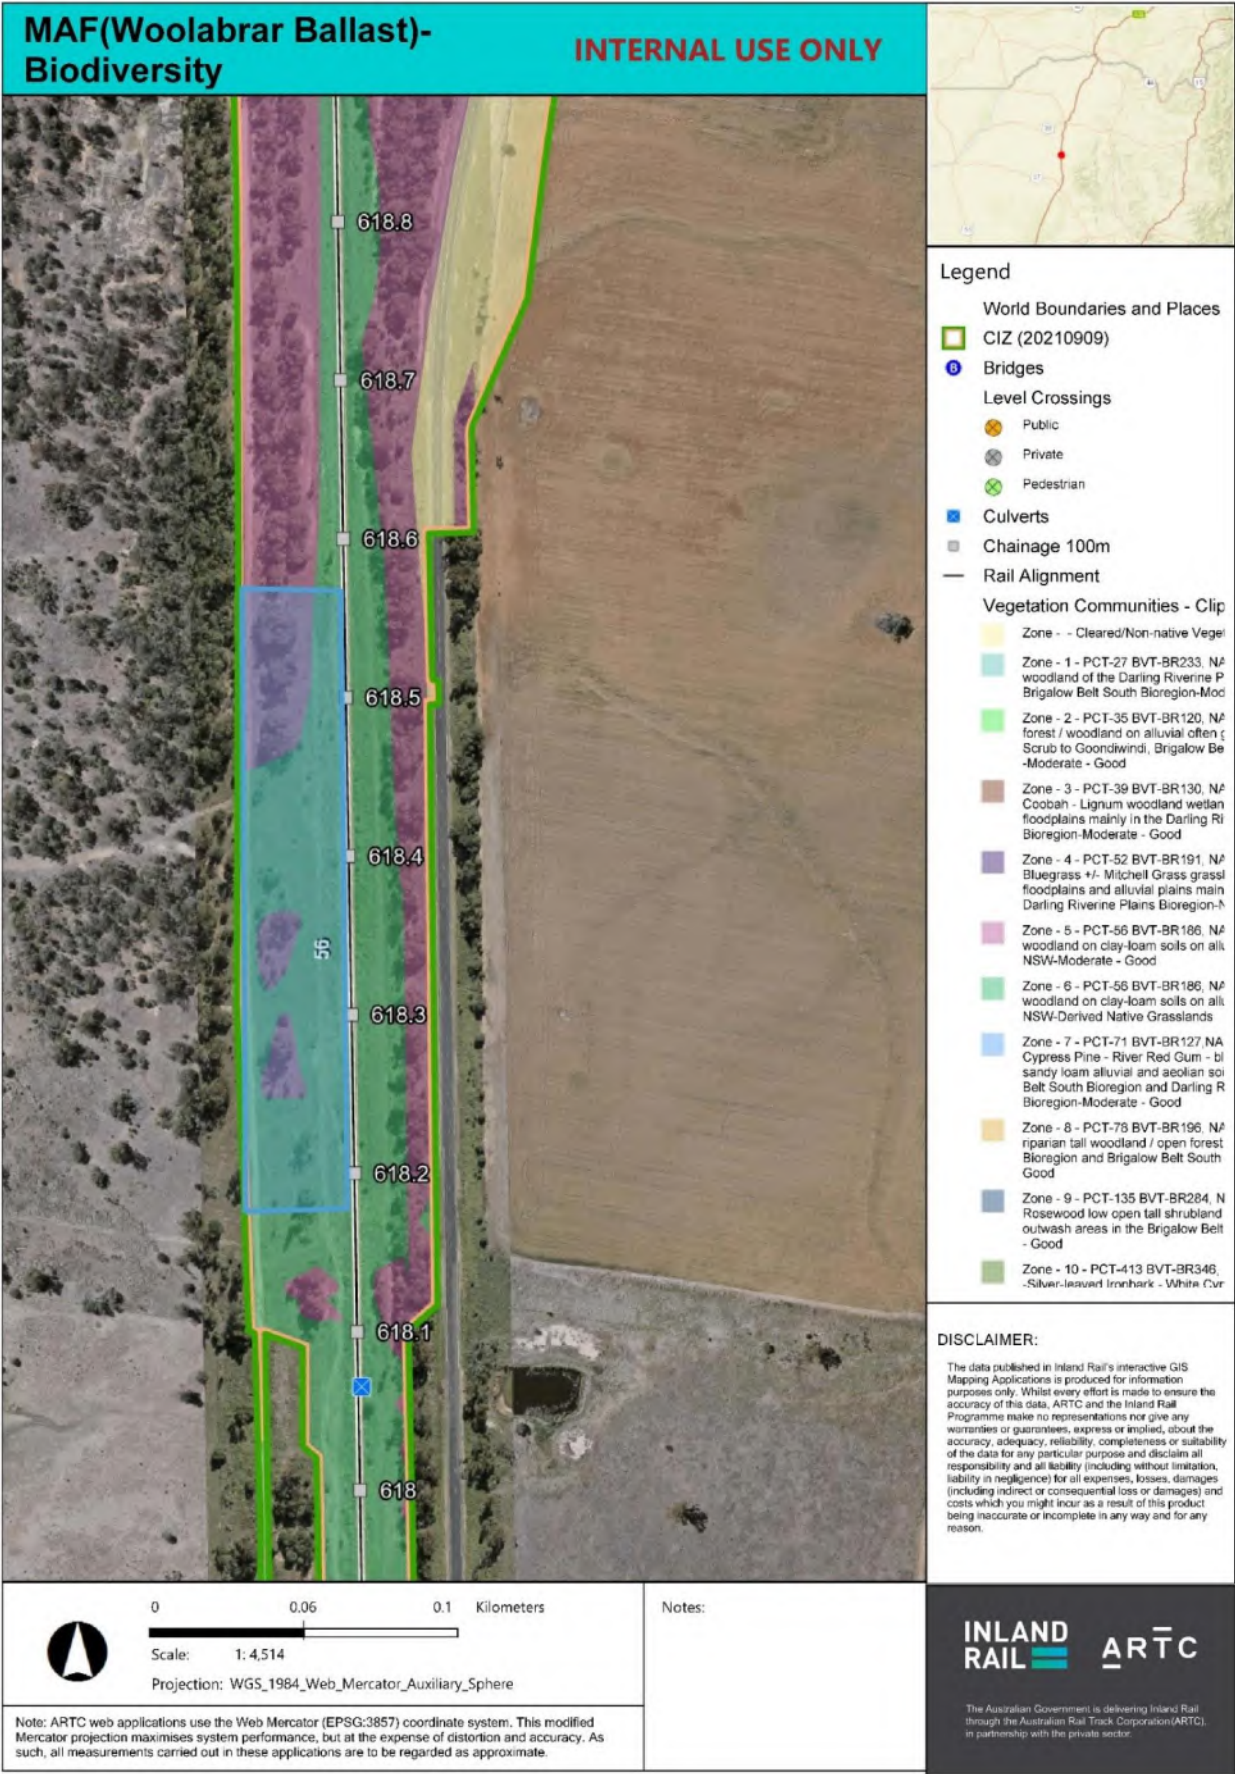 MAF(Woolabrar Ballast)-
Biodiversity
INTERNAL USE ONLY
618.8
618.7
618.6
618.5
618.4
56
618.3
618.2
618.1
618
Legend
World Boundaries and Places
CIZ (20210909)
B
Bridges
Level Crossings
Public
Private
Pedestrian
Culverts
Chainage 100m
Rail Alignment
Vegetation Communities - Clip
Zone - - Cleared/Non-native Veget
Zone - 1 - PCT-27 BVT-BR233, NA
woodland of the Darling Riverine P
Brigalow Belt South Bioregion-Mod
Zone - 2 - PCT-35 BVT-BR120, NA
forest / woodland on alluvial often g
Scrub to Goondiwindi, Brigalow Be
-Moderate - Good
Zone - 3 - PCT-39 BVT-BR130, NA
Coobah - Lignum woodland wetlan
floodplains mainly in the Darling Ri
Bioregion-Moderate - Good
Zone - 4 - PCT-52 BVT-BR191, NA
Bluegrass +/- Mitchell Grass grassl
floodplains and alluvial plains main
Darling Riverine Plains Bioregion-N
Zone - 5 - PCT-56 BVT-BR186, NA
woodland on clay-loam soils on allu
NSW-Moderate - Good
Zone - 6 - PCT-56 BVT-BR186, NA
woodland on clay-loam soils on allu
NSW-Derived Native Grasslands
Zone - 7 - PCT-71 BVT-BR127,NA
Cypress Pine - River Red Gum - bl
sandy loam alluvial and aeolian soi
Belt South Bioregion and Darling R
Bioregion-Moderate - Good
Zone - 8 - PCT-78 BVT-BR196, NA
riparian tall woodland / open forest
Bioregion and Brigalow Belt South
Good
Zone - 9 - PCT-135 BVT-BR284, N
Rosewood low open tall shrubland
outwash areas in the Brigalow Belt
- Good
Zone - 10 - PCT-413 BVT-BR346,
-Silver-leaved Ironbark - White Cyp
DISCLAIMER:
The data published in Inland Rail's interactive GIS
Mapping Applications is produced for information
purposes only. Whilst every effort is made to ensure the
accuracy of this data, ARTC and the Inland Rail
Programme make no representations nor give any
warranties or guarantees, express or implied, about the
accuracy, adequacy, reliability, completeness or suitability
of the data for any particular purpose and disclaim all
responsibility and all liability (including without limitation,
liability in negligence) for all expenses, losses, damages
(including indirect or consequential loss or damages) and
costs which you might incur as a result of this product
being inaccurate or incomplete in any way and for any
reason.
0 0.06 0.1 Kilometers
Scale: 1: 4,514
Projection: WGS_1984_Web_Mercator_Auxiliary_Sphere
Note: ARTC web applications use the Web Mercator (EPSG:3857) coordinate system. This modified
Mercator projection maximises system performance, but at the expense of distortion and accuracy. As
such, all measurements carried out in these applications are to be regarded as approximate.
Notes:
INLAND
RAIL
ARTC
The Australian Government is delivering Inland Rail
through the Australian Rail Track Corporation(ARTC),
in partnership with the private sector.